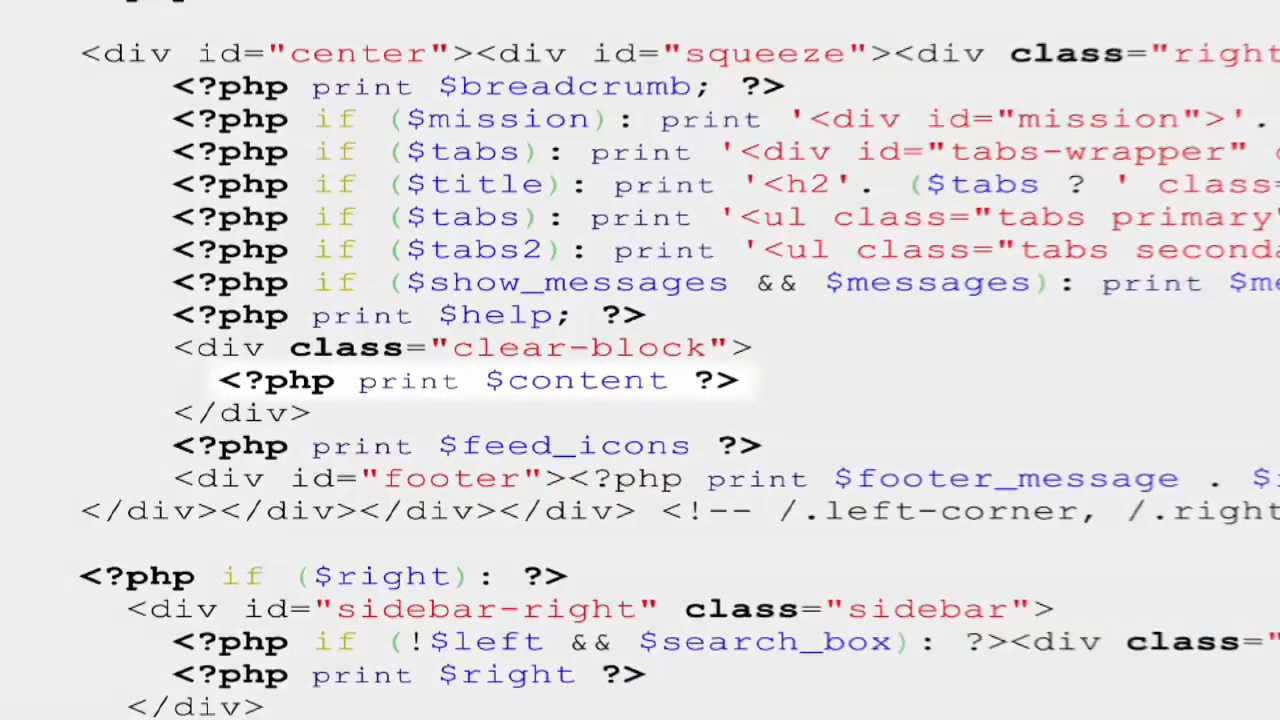 <div id="center"><div id="squeeze"><div class="right
<?php print $breadcrumb; ?>
<?php if ($mission): print '<div id="mission">'.
<?php if ($tabs): print '<div id="tabs-wrapper"
<?php if ($title): print '<h2'. ($tabs ? ' class=
<?php if ($tabs): print '<ul class="tabs primary
<?php if ($tabs2): print '<ul class="tabs seconda
<?php if ($show_messages && $messages): print $me
<?php print $help; ?>
<div class="clear-block">
<?php print $content ?>
</div>
<?php print $feed_icons ?>
<div id="footer"><?php print $footer_message . $
</div></div></div></div> <!-- /.left-corner, /.right
<?php if ($right): ?>
<div id="sidebar-right" class="sidebar">
<?php if (!$left && $search_box): ?><div class="
<?php print $right ?>
</div>